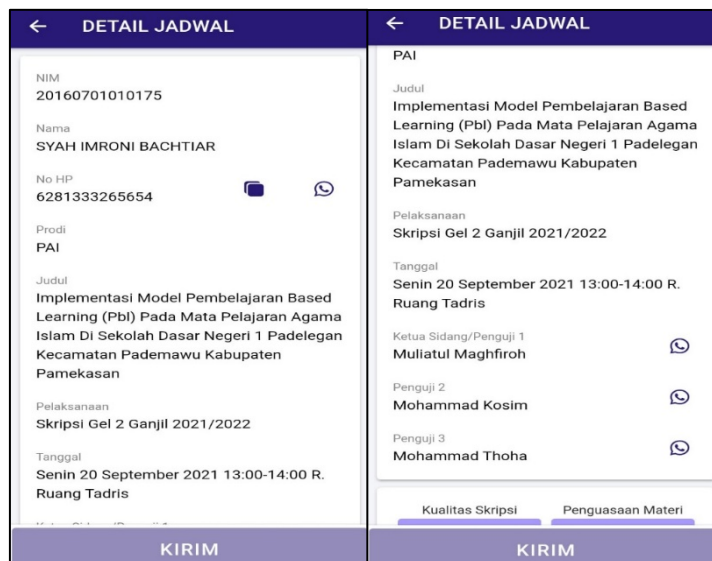 DETAIL JADWAL
NIM
20160701010175
Nama
SYAH IMRONI BACHTIAR
No HP
6281333265654
Prodi
PAI
Judul
Implementasi Model Pembelajaran Based
Learning (Pbl) Pada Mata Pelajaran Agama
Islam Di Sekolah Dasar Negeri 1 Padelegan
Kecamatan Pademawu Kabupaten
Pamekasan
Pelaksanaan
Skripsi Gel 2 Ganjil 2021/2022
Tanggal
Senin 20 September 2021 13:00-14:00 R.
Ruang Tadris
KIRIM
DETAIL JADWAL
PAI
Judul
Implementasi Model Pembelajaran Based
Learning (Pbl) Pada Mata Pelajaran Agama
Islam Di Sekolah Dasar Negeri 1 Padelegan
Kecamatan Pademawu Kabupaten
Pamekasan
Pelaksanaan
Skripsi Gel 2 Ganjil 2021/2022
Tanggal
Senin 20 September 2021 13:00-14:00 R.
Ruang Tadris
Ketua Sidang/Penguji 1
Muliatul Maghfiroh
Penguji 2
Mohammad Kosim
Penguji 3
Mohammad Thoha
Kualitas Skripsi Penguasaan Materi
KIRIM